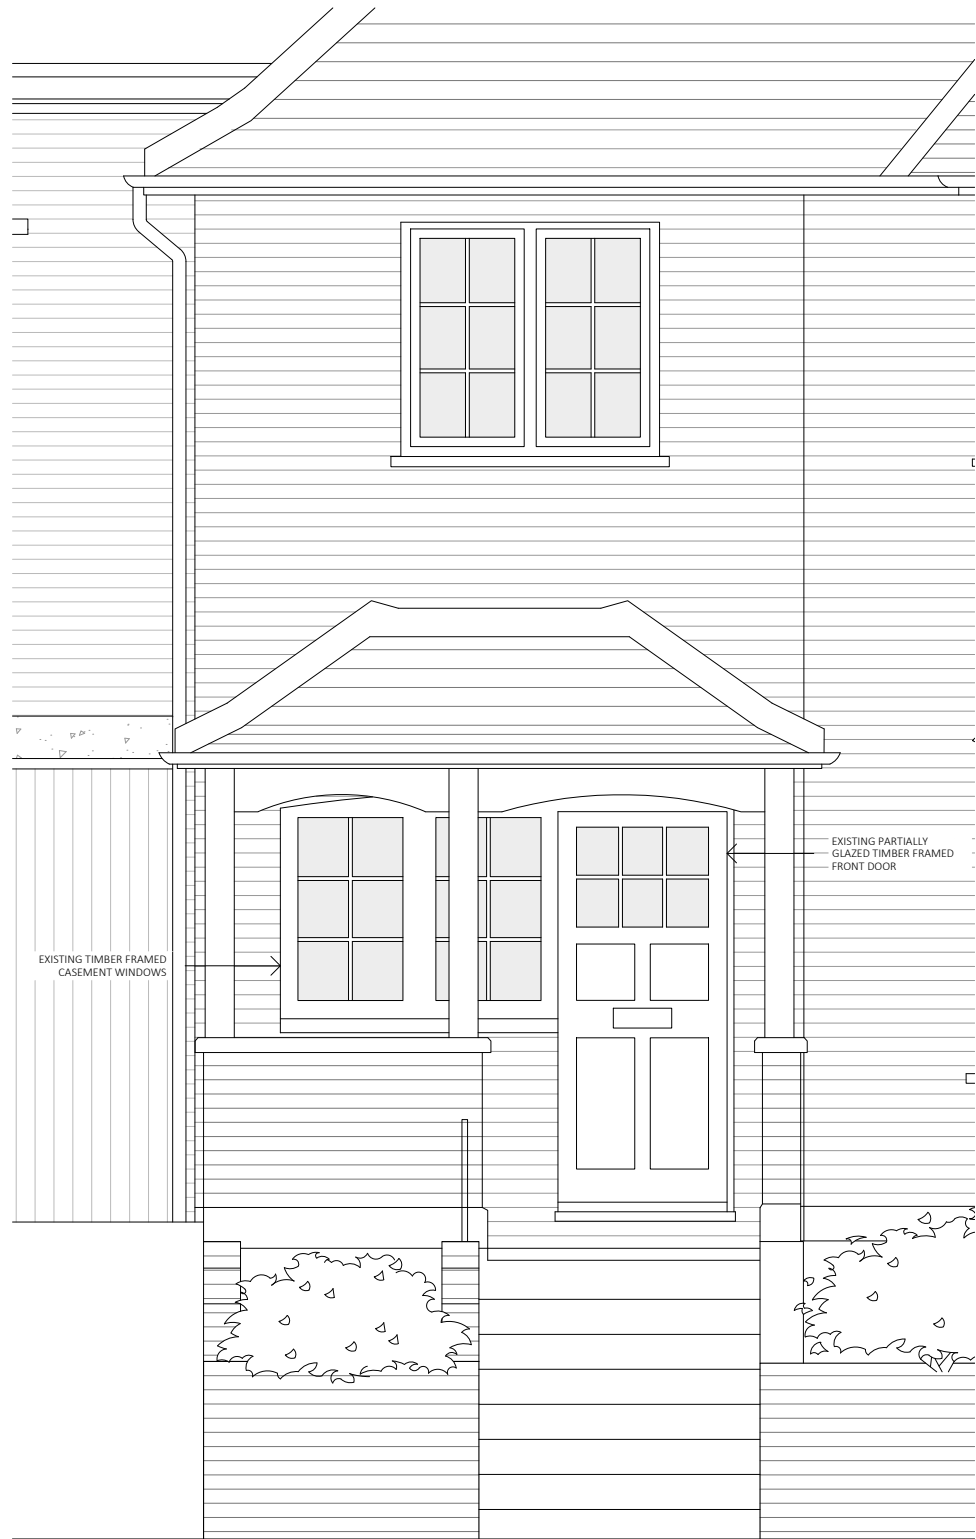 EXISTING PARTIALLY
GLAZED TIMBER FRAMED
FRONT DOOR
EXISTING TIMBER FRAMED
CASEMENT WINDOWS